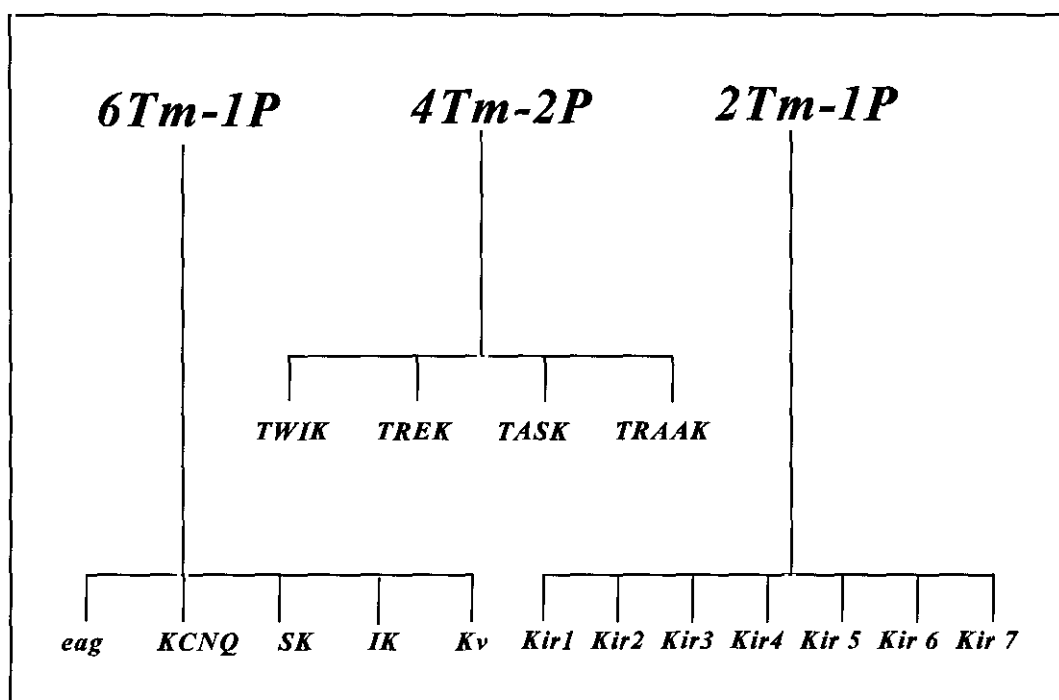 6Tm-1P 4Tm-2P 2Tm-1P
TWIK TREK TASK TRAAK
eag KCNQ SK IK Kv Kir1 Kir2 Kir3 Kir4 Kir 5 Kir 6 Kir 7